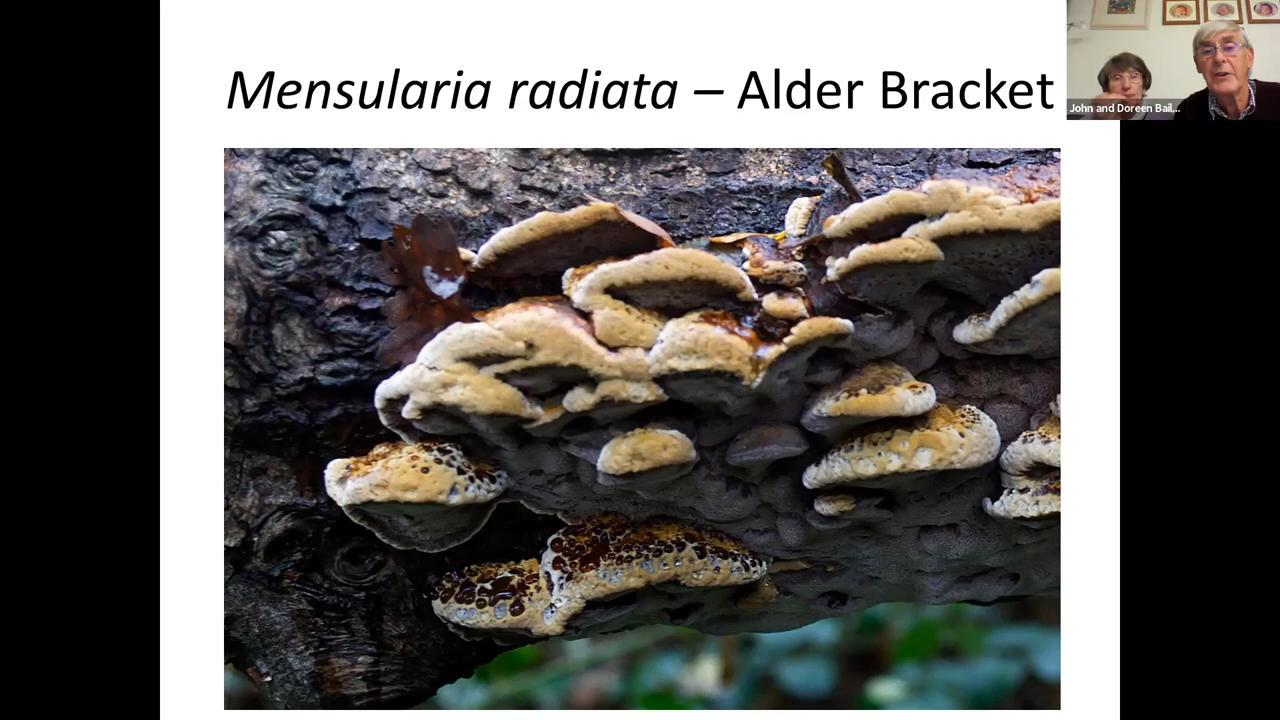 Mensularia radiata – Alder Bracket
John and Doreen Bail...